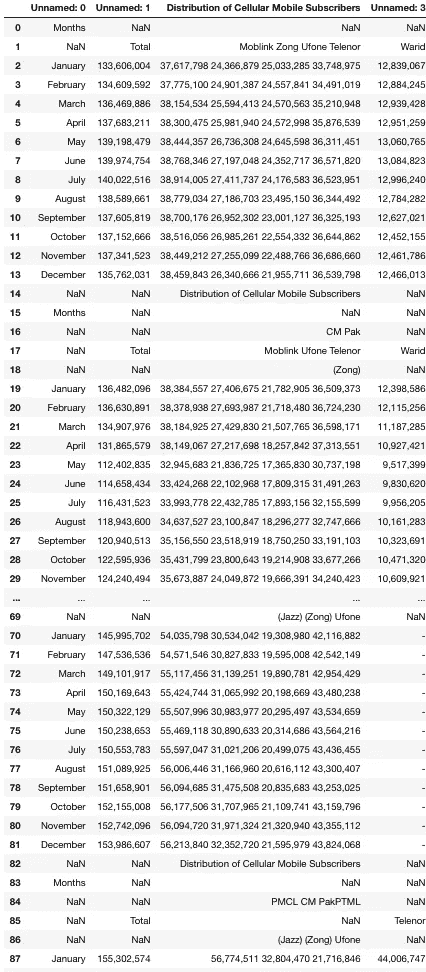 Unnamed: 0 Unnamed: 1 Distribution of Cellular Mobile Subscribers Unnamed: 3
0 Months NaN NaN NaN
1 NaN Total Moblink Zong Ufone Telenor Warid
2 January 133,606,004 37,617,798 24,366,879 25,033,285 33,748,975 12,839,067
3 February 134,609,592 37,775,100 24,901,387 24,557,841 34,491,019 12,884,245
4 March 136,469,886 38,154,534 25,594,413 24,570,563 35,210,948 12,939,428
5 April 137,683,211 38,300,475 25,981,940 24,572,998 35,876,539 12,951,259
6 May 139,198,479 38,444,357 26,736,308 24,645,598 36,311,451 13,060,765
7 June 139,974,754 38,768,346 27,197,048 24,352,717 36,571,820 13,084,823
8 July 140,022,516 38,914,005 27,411,737 24,176,583 36,523,951 12,996,240
9 August 138,589,661 38,779,034 27,186,703 23,495,150 36,344,492 12,784,282
10 September 137,605,819 38,700,176 26,952,302 23,001,127 36,325,193 12,627,021
11 October 137,152,666 38,516,056 26,985,261 22,554,332 36,644,862 12,452,155
12 November 137,341,523 38,449,212 27,255,099 22,488,766 36,686,660 12,461,786
13 December 135,762,031 38,459,843 26,340,666 21,955,711 36,539,798 12,466,013
14 NaN NaN Distribution of Cellular Mobile Subscribers NaN
15 Months NaN NaN NaN
16 NaN NaN CM Pak NaN
17 NaN Total Moblink Ufone Telenor Warid
18 NaN NaN (Zong) NaN
19 January 136,482,096 38,384,557 27,406,675 21,782,905 36,509,373 12,398,586
20 February 136,630,891 38,378,938 27,693,987 21,718,480 36,724,230 12,115,256
21 March 134,907,976 38,184,925 27,429,830 21,507,765 36,598,171 11,187,285
22 April 131,865,579 38,149,067 27,217,698 18,257,842 37,313,551 10,927,421
23 May 112,402,835 32,945,683 21,836,725 17,365,830 30,737,198 9,517,399
24 June 114,658,434 33,424,268 22,102,968 17,809,315 31,491,263 9,830,620
25 July 116,431,523 33,993,778 22,432,785 17,893,156 32,155,599 9,956,205
26 August 118,943,600 34,637,527 23,100,847 18,296,277 32,747,666 10,161,283
27 September 120,940,513 35,156,550 23,518,919 18,750,250 33,191,103 10,323,691
28 October 122,595,936 35,431,799 23,800,643 19,214,908 33,677,266 10,471,320
29 November 124,240,494 35,673,887 24,049,872 19,666,391 34,240,423 10,609,921
... ... ... ... ...
69 NaN NaN (Jazz) (Zong) Ufone NaN
70 January 145,995,702 54,035,798 30,534,042 19,308,980 42,116,882 -
71 February 147,536,536 54,571,546 30,827,833 19,595,008 42,542,149 -
72 March 149,101,917 55,117,456 31,139,251 19,890,781 42,954,429 -
73 April 150,169,643 55,424,744 31,065,992 20,198,669 43,480,238 -
74 May 150,322,129 55,507,996 30,983,977 20,295,497 43,534,659 -
75 June 150,238,653 55,469,118 30,890,633 20,314,686 43,564,216 -
76 July 150,553,783 55,597,047 31,021,206 20,499,075 43,436,455 -
77 August 151,089,925 56,006,446 31,166,960 20,616,112 43,300,407 -
78 September 151,658,901 56,094,685 31,475,508 20,835,683 43,253,025 -
79 October 152,155,008 56,177,506 31,707,965 21,109,741 43,159,796 -
80 November 152,742,096 56,094,720 31,971,324 21,320,940 43,355,112 -
81 December 153,986,607 56,213,840 32,352,720 21,595,979 43,824,068 -
82 NaN NaN Distribution of Cellular Mobile Subscribers NaN
83 Months NaN NaN NaN
84 NaN NaN PMCL CM PakPTML NaN
85 NaN Total NaN Telenor
86 NaN NaN (Jazz) (Zong) Ufone NaN
87 January 155,302,574 56,774,511 32,804,470 21,716,846 44,006,747